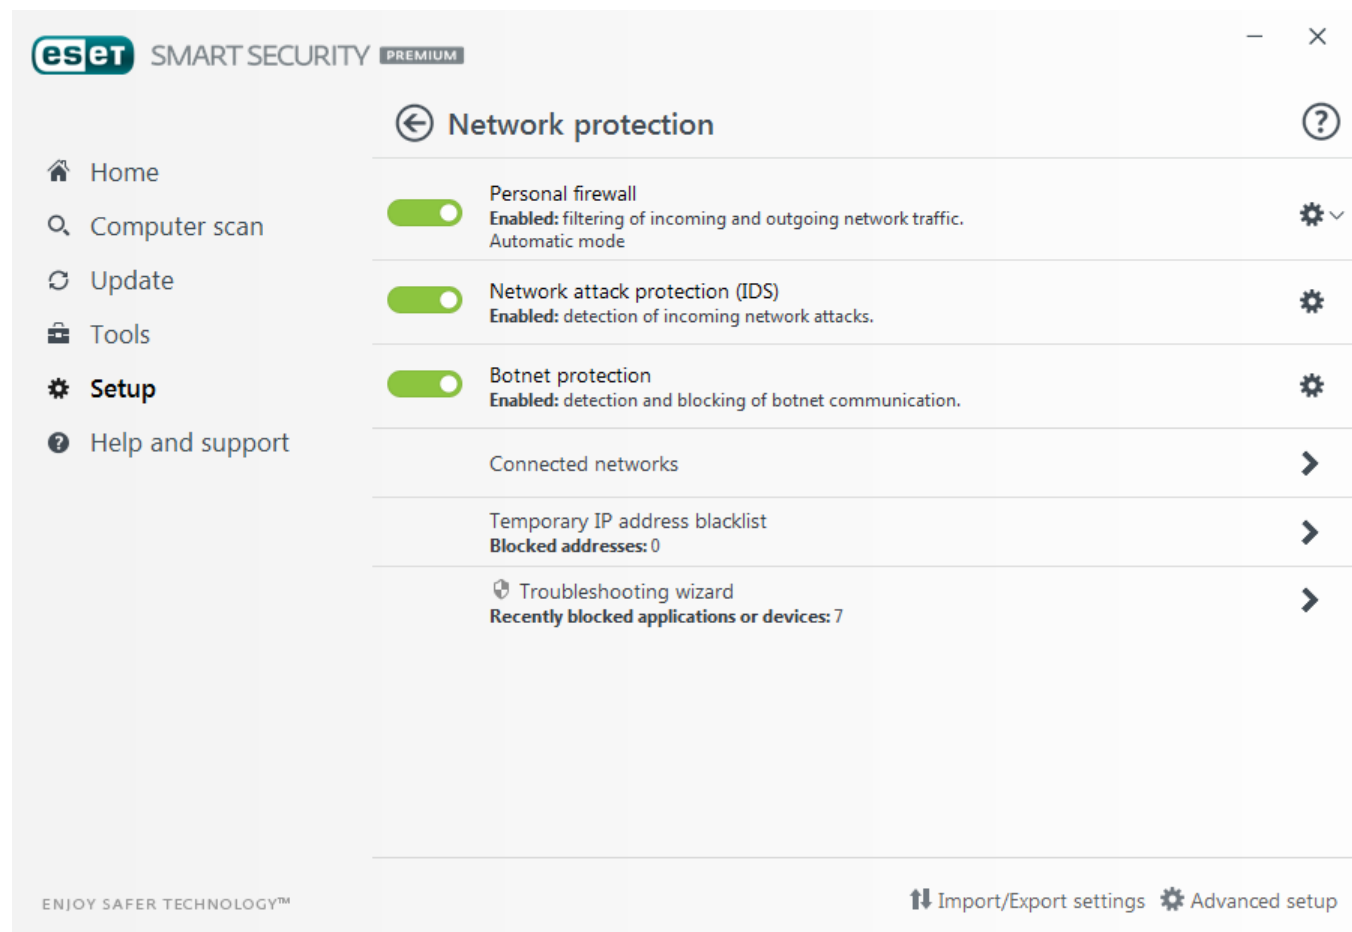 eset SMART SECURITY PREMIUM
Network protection
?
Home
Computer scan
Update
Tools
Setup
Help and support
Personal firewall
Enabled: filtering of incoming and outgoing network traffic.
Automatic mode
Network attack protection (IDS)
Enabled: detection of incoming network attacks.
Botnet protection
Enabled: detection and blocking of botnet communication.
Connected networks
Temporary IP address blacklist
Blocked addresses: 0
Troubleshooting wizard
Recently blocked applications or devices: 7
ENJOY SAFER TECHNOLOGY™
Import/Export settings Advanced setup